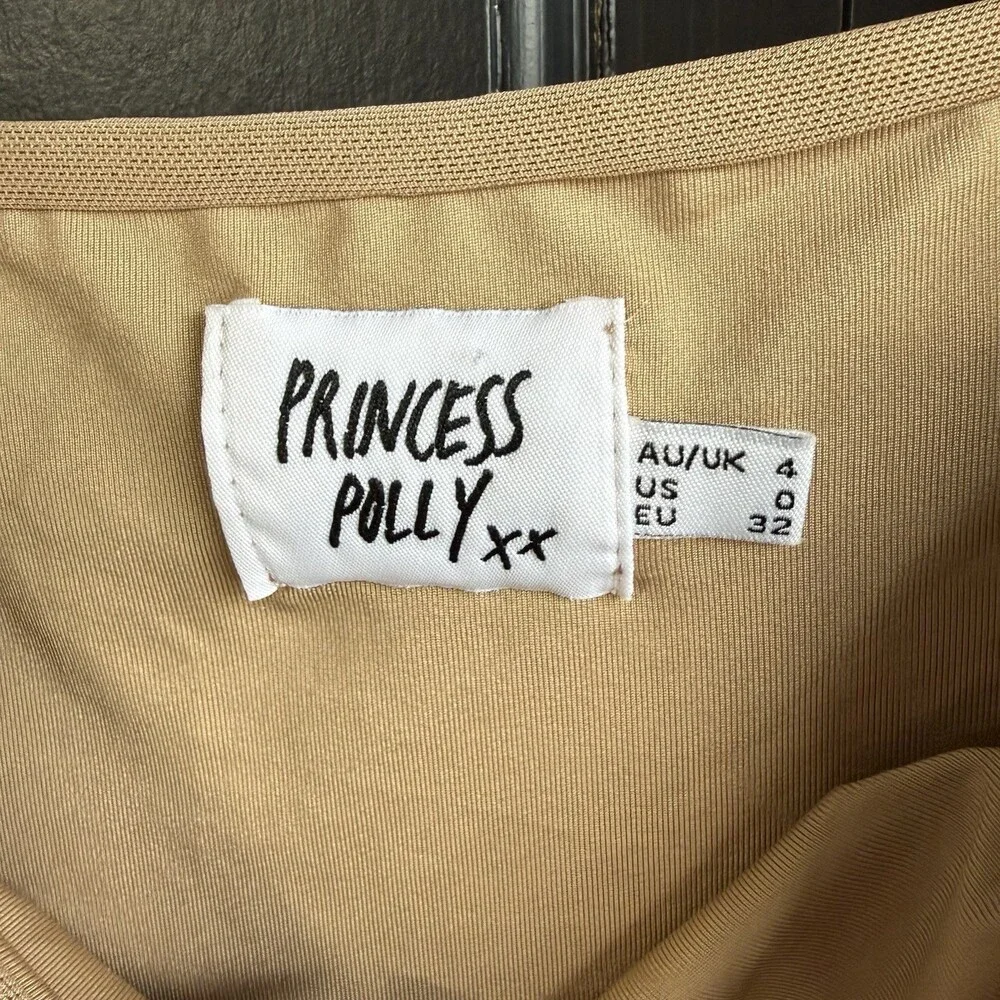 PRINCESS
POLLY xx
AU/UK 4
US 0
EU 32